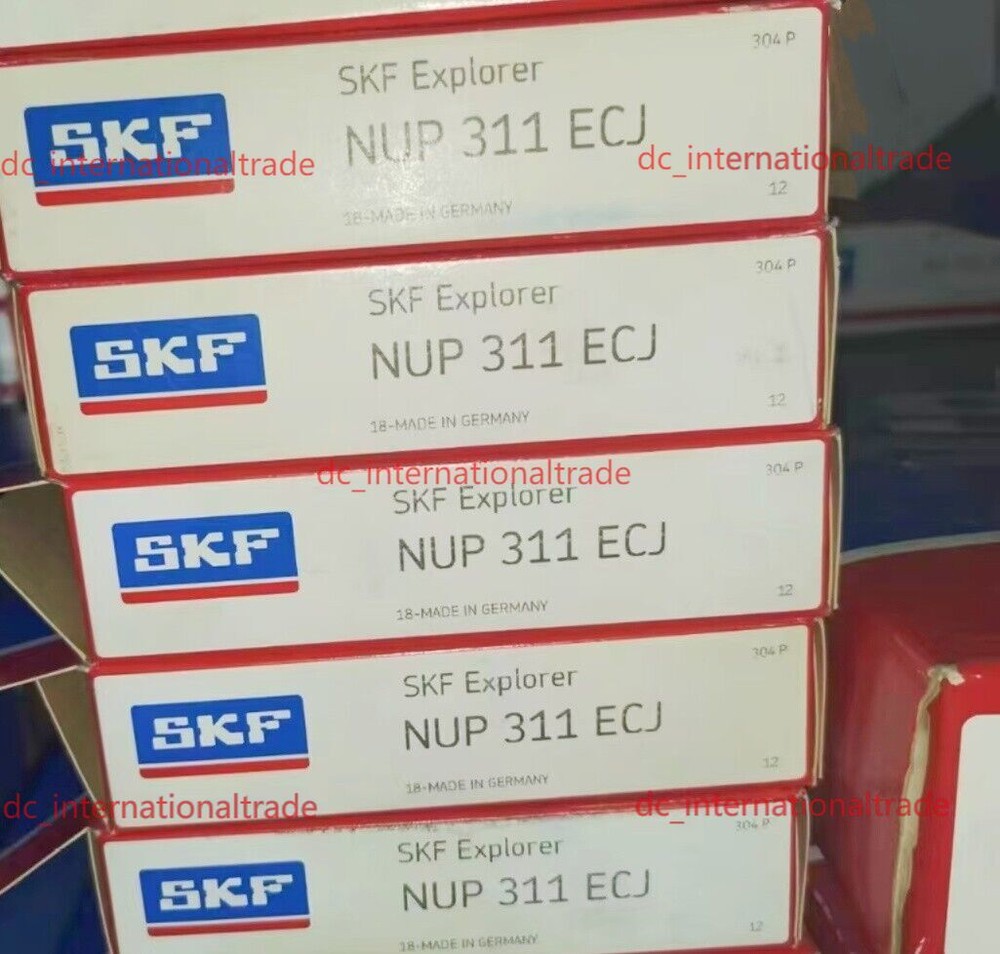 304 P
SKF Explorer
SKF
NUP 311 ECJ
dc_internationaltrade
dc_internationaltrade
12
18-MADE IN GERMANY
304 P
SKF Explorer
SKF
NUP 311 ECJ
12
18-MADE IN GERMANY
dc_internationaltrade
304 P
SKF Explorer
SKF
NUP 311 ECJ
12
18-MADE IN GERMANY
304 P
SKF Explorer
SKF
NUP 311 ECJ
12
18-MADE IN GERMANY
dc_internationaltrade
dc_internationaltrade
304 P
SKF Explorer
SKF
NUP 311 ECJ
12
18-MADE IN GERMANY